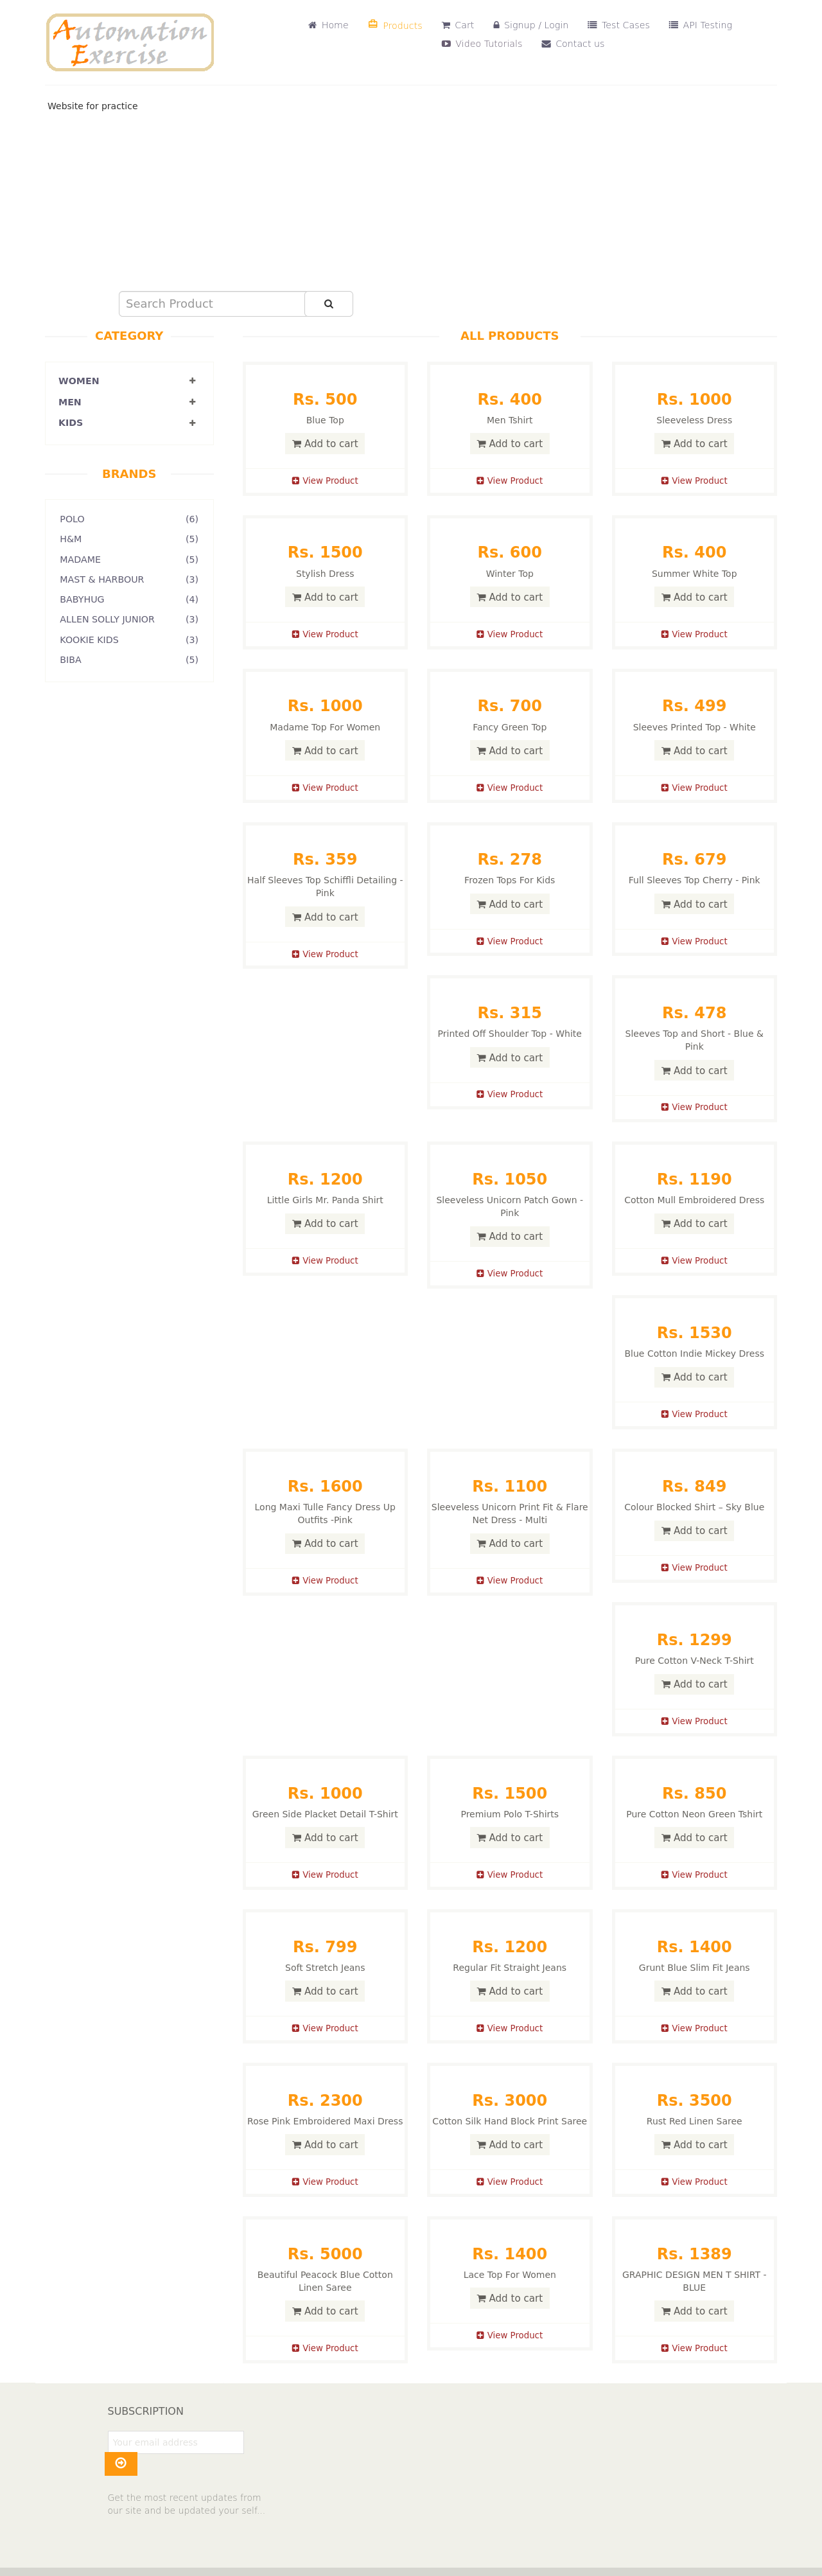 Automation
Exercise
Home Products Cart Signup / Login Test Cases API Testing
Video Tutorials Contact us
Website for practice
Search Product
CATEGORY
WOMEN
MEN
KIDS
BRANDS
POLO (6)
H&M (5)
MADAME (5)
MAST & HARBOUR (3)
BABYHUG (4)
ALLEN SOLLY JUNIOR (3)
KOOKIE KIDS (3)
BIBA (5)
ALL PRODUCTS
Rs. 500
Blue Top
Add to cart
View Product
Rs. 400
Men Tshirt
Add to cart
View Product
Rs. 1000
Sleeveless Dress
Add to cart
View Product
Rs. 1500
Stylish Dress
Add to cart
View Product
Rs. 600
Winter Top
Add to cart
View Product
Rs. 400
Summer White Top
Add to cart
View Product
Rs. 1000
Madame Top For Women
Add to cart
View Product
Rs. 700
Fancy Green Top
Add to cart
View Product
Rs. 499
Sleeves Printed Top - White
Add to cart
View Product
Rs. 359
Half Sleeves Top Schiffli Detailing -
Pink
Add to cart
View Product
Rs. 278
Frozen Tops For Kids
Add to cart
View Product
Rs. 679
Full Sleeves Top Cherry - Pink
Add to cart
View Product
Rs. 315
Printed Off Shoulder Top - White
Add to cart
View Product
Rs. 478
Sleeves Top and Short - Blue &
Pink
Add to cart
View Product
Rs. 1200
Little Girls Mr. Panda Shirt
Add to cart
View Product
Rs. 1050
Sleeveless Unicorn Patch Gown -
Pink
Add to cart
View Product
Rs. 1190
Cotton Mull Embroidered Dress
Add to cart
View Product
Rs. 1530
Blue Cotton Indie Mickey Dress
Add to cart
View Product
Rs. 1600
Long Maxi Tulle Fancy Dress Up
Outfits -Pink
Add to cart
View Product
Rs. 1100
Sleeveless Unicorn Print Fit & Flare
Net Dress - Multi
Add to cart
View Product
Rs. 849
Colour Blocked Shirt – Sky Blue
Add to cart
View Product
Rs. 1299
Pure Cotton V-Neck T-Shirt
Add to cart
View Product
Rs. 1000
Green Side Placket Detail T-Shirt
Add to cart
View Product
Rs. 1500
Premium Polo T-Shirts
Add to cart
View Product
Rs. 850
Pure Cotton Neon Green Tshirt
Add to cart
View Product
Rs. 799
Soft Stretch Jeans
Add to cart
View Product
Rs. 1200
Regular Fit Straight Jeans
Add to cart
View Product
Rs. 1400
Grunt Blue Slim Fit Jeans
Add to cart
View Product
Rs. 2300
Rose Pink Embroidered Maxi Dress
Add to cart
View Product
Rs. 3000
Cotton Silk Hand Block Print Saree
Add to cart
View Product
Rs. 3500
Rust Red Linen Saree
Add to cart
View Product
Rs. 5000
Beautiful Peacock Blue Cotton
Linen Saree
Add to cart
View Product
Rs. 1400
Lace Top For Women
Add to cart
View Product
Rs. 1389
GRAPHIC DESIGN MEN T SHIRT -
BLUE
Add to cart
View Product
SUBSCRIPTION
Your email address
Get the most recent updates from
our site and be updated your self...